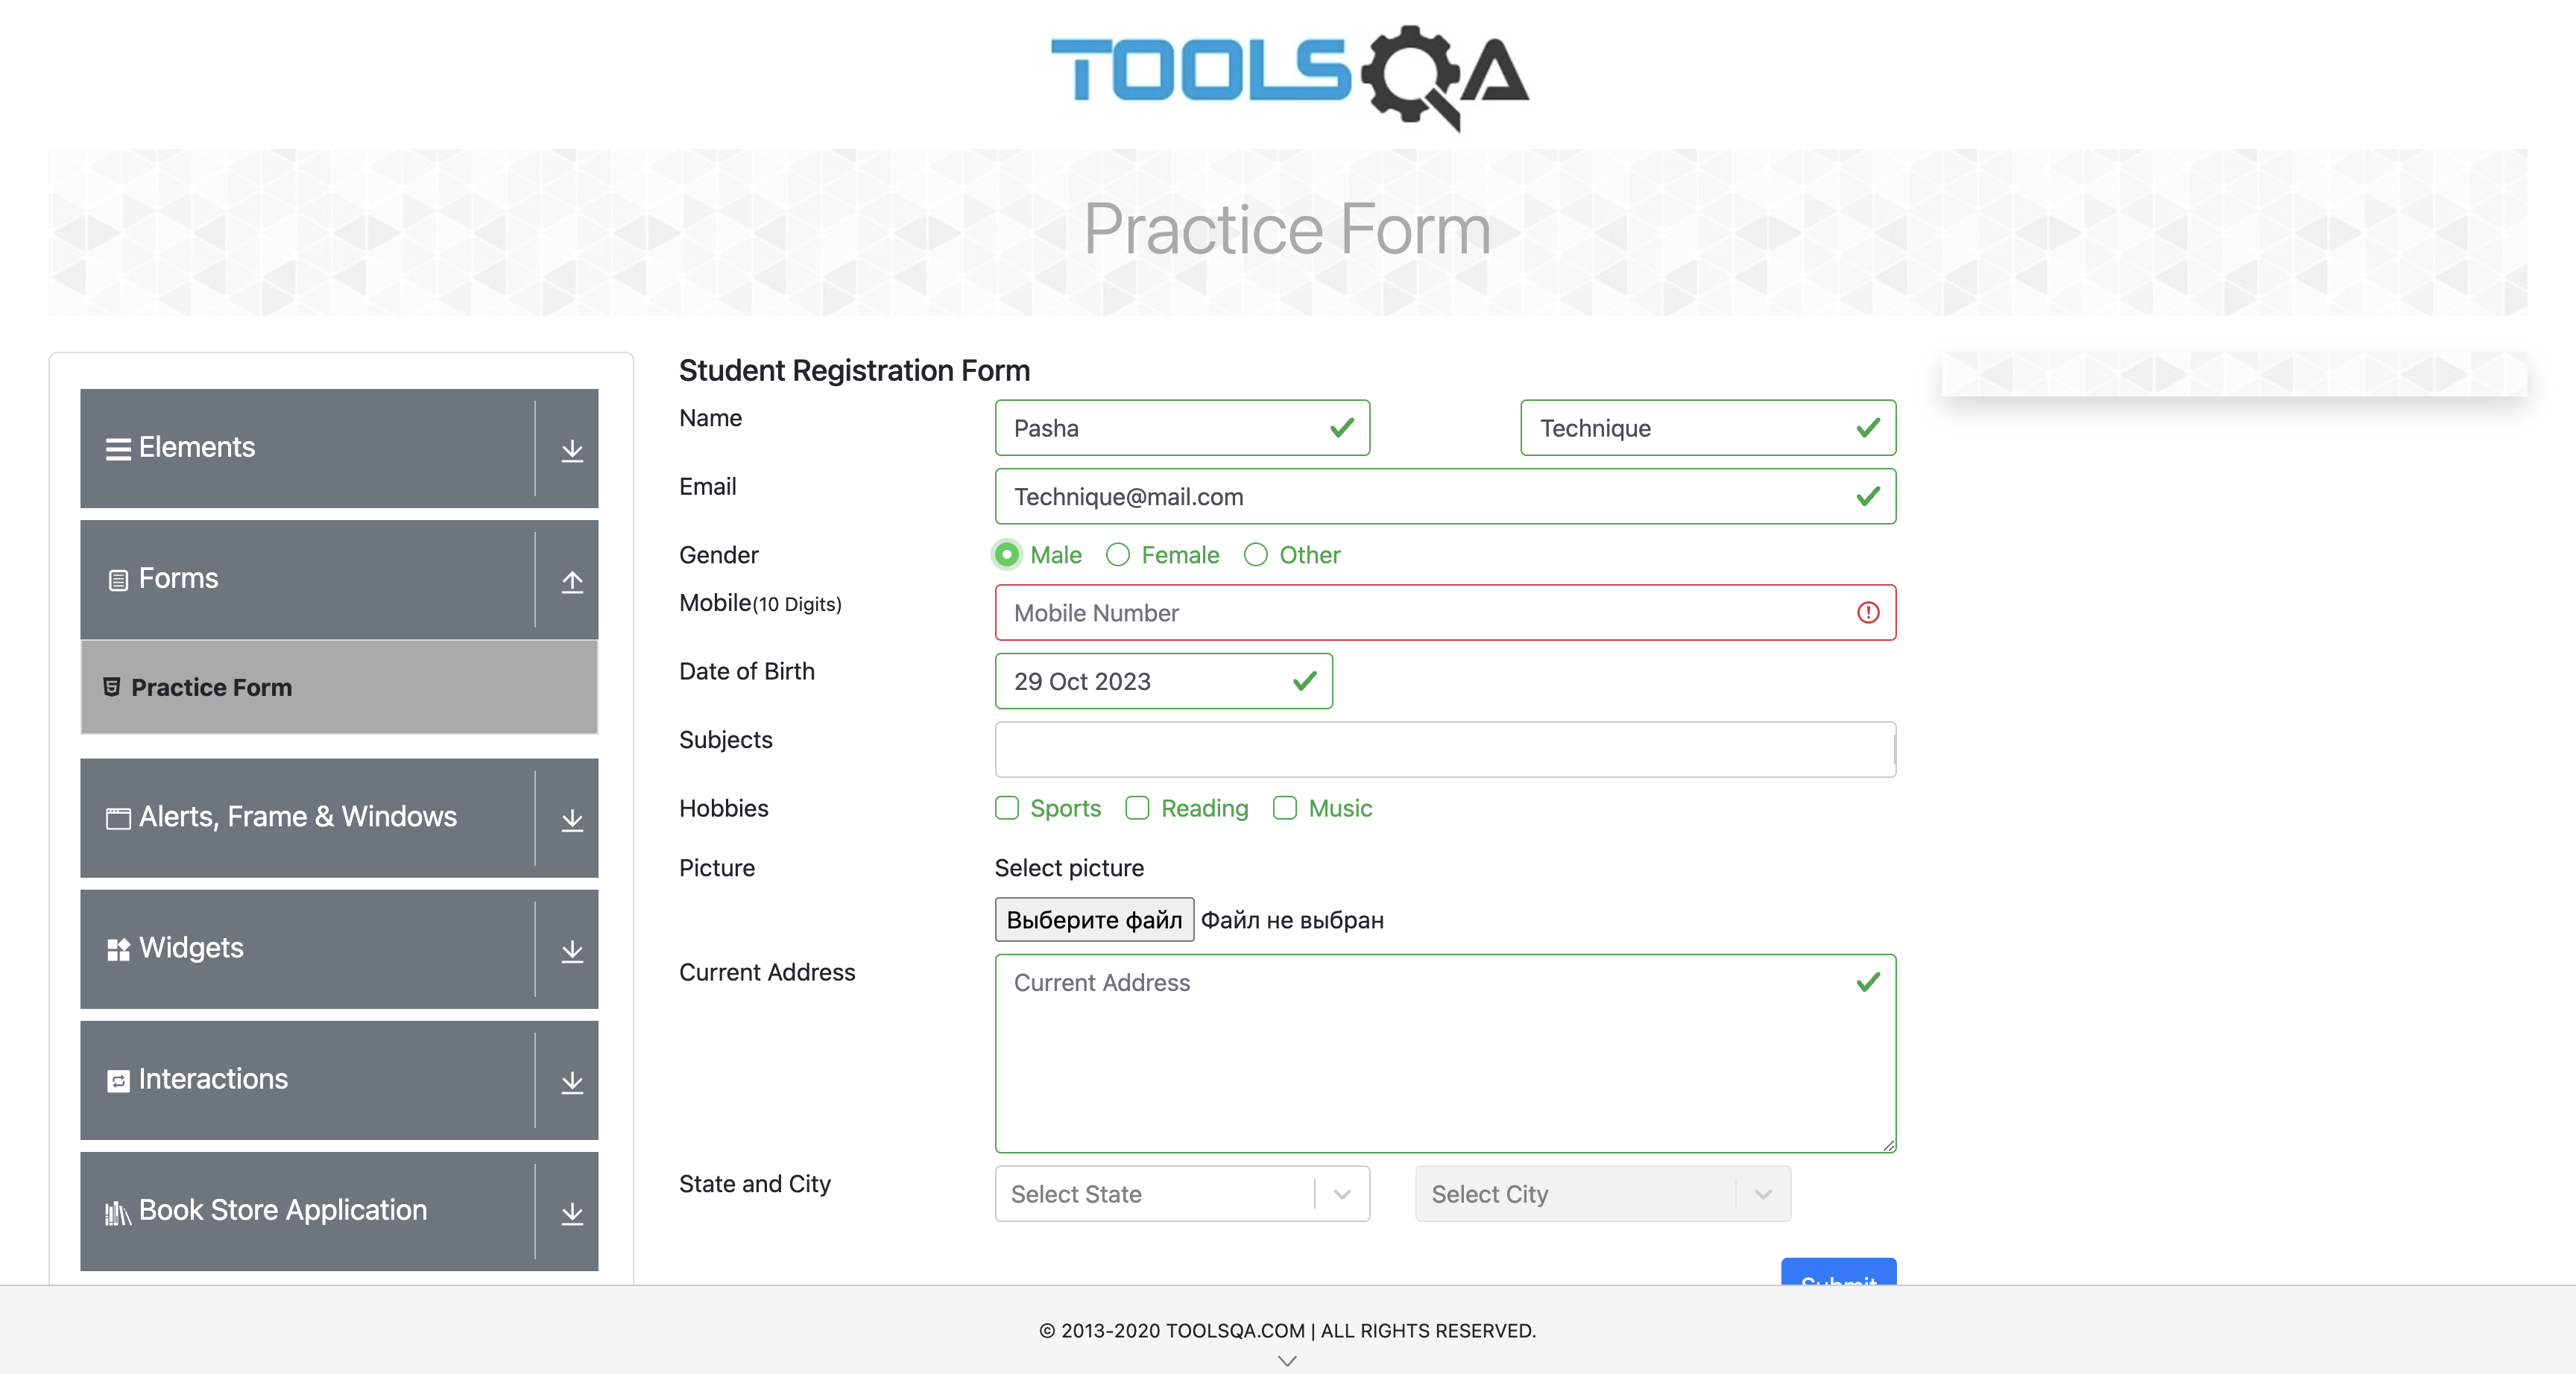 TOOLSQA
Practice Form
Elements
Forms
Practice Form
Alerts, Frame & Windows
Widgets
Interactions
Book Store Application
Student Registration Form
Name
Pasha
Technique
Email
Technique@mail.com
Gender
Male Female Other
Mobile(10 Digits)
Mobile Number
Date of Birth
29 Oct 2023
Subjects
Hobbies
Sports Reading Music
Picture
Select picture
Выберите файл Файл не выбран
Current Address
Current Address
State and City
Select State
Select City
Submit
© 2013-2020 TOOLSQA.COM | ALL RIGHTS RESERVED.